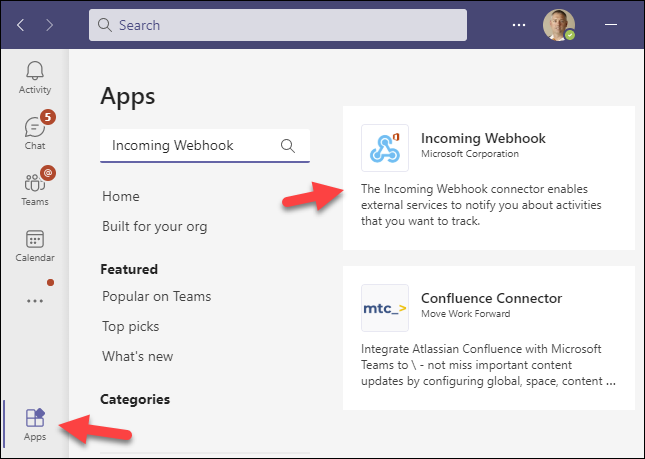 Search
Activity
5
Chat
@
Teams
Calendar
Apps
Apps
Incoming Webhook
Home
Built for your org
Featured
Popular on Teams
Top picks
What's new
Categories
Incoming Webhook
Microsoft Corporation
The Incoming Webhook connector enables
external services to notify you about activities
that you want to track.
mtc_>
Confluence Connector
Move Work Forward
Integrate Atlassian Confluence with Microsoft
Teams to \ - not miss important content
updates by configuring global, space, content ...